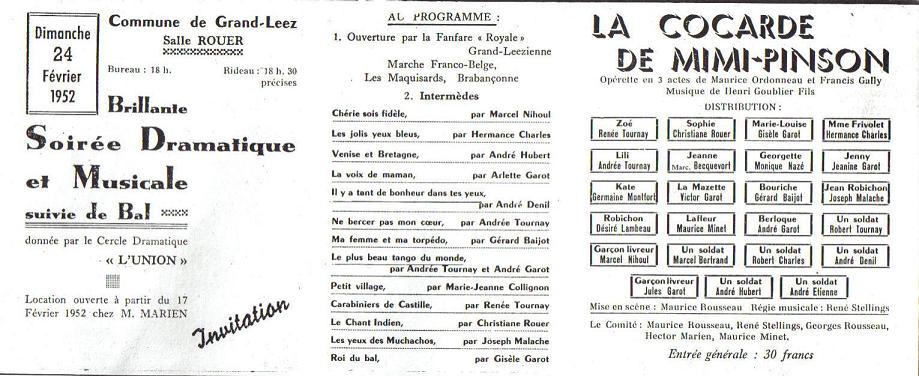 Dimanche
24
Février
1952
Commune de Grand-Leez
Salle ROUER
Bureau : 18 h.
Rideau : 18 h. 30
précises
Brillante
Soirée Dramatique
et Musicale
suivie de Bal
donnée par le Cercle Dramatique
« L'UNION »
Location ouverte à partir du 17
Février 1952 chez M. MARIEN
Invitation
AU PROGRAMME :
1. Ouverture par la Fanfare « Royale »
Grand-Leezienne
Marche Franco-Belge,
Les Maquisards, Brabançonne
2. Intermèdes
Chérie sois fidèle, par Marcel Nihoul
Les jolis yeux bleus, par Hermance Charles
Venise et Bretagne, par André Hubert
La voix de maman, par Arlette Garot
Il y a tant de bonheur dans tes yeux,
par André Denil
Ne bercer pas mon cœur, par Andrée Tournay
Ma femme et ma torpédo, par Gérard Baijot
Le plus beau tango du monde,
par Andrée Tournay et André Garot
Petit village, par Marie-Jeanne Collignon
Carabiniers de Castille, par Renée Tournay
Le Chant Indien, par Christiane Rouer
Les yeux des Muchachos, par Joseph Malache
Roi du bal, par Gisèle Garot
LA COCARDE
DE MIMI-PINSON
Opérette en 3 actes de Maurice Ordonneau et Francis Gally
Musique de Henri Goublier Fils
DISTRIBUTION :
Zoé
Renée Tournay
Sophie
Christiane Rouer
Marie-Louise
Gisèle Garot
Mme Frivolet
Hermance Charles
Lili
Andrée Tournay
Jeanne
Marc. Becquevort
Georgette
Monique Nazé
Jenny
Jeanine Garot
Kate
Germaine Montfort
La Mazette
Victor Garot
Bouriche
Gérard Baijot
Jean Robichon
Joseph Malache
Robichon
Désiré Lambeau
Lafleur
Maurice Minet
Berloque
André Garot
Un soldat
Robert Tournay
Garçon livreur
Marcel Nihoul
Un soldat
Marcel Bertrand
Un soldat
Robert Charles
Un soldat
André Denil
Garçon livreur
Jules Garot
Un soldat
André Hubert
Un soldat
André Etienne
Mise en scène : Maurice Rousseau Régie musicale : René Stellings
Le Comité : Maurice Rousseau, René Stellings, Georges Rousseau,
Hector Marien, Maurice Minet.
Entrée générale : 30 francs